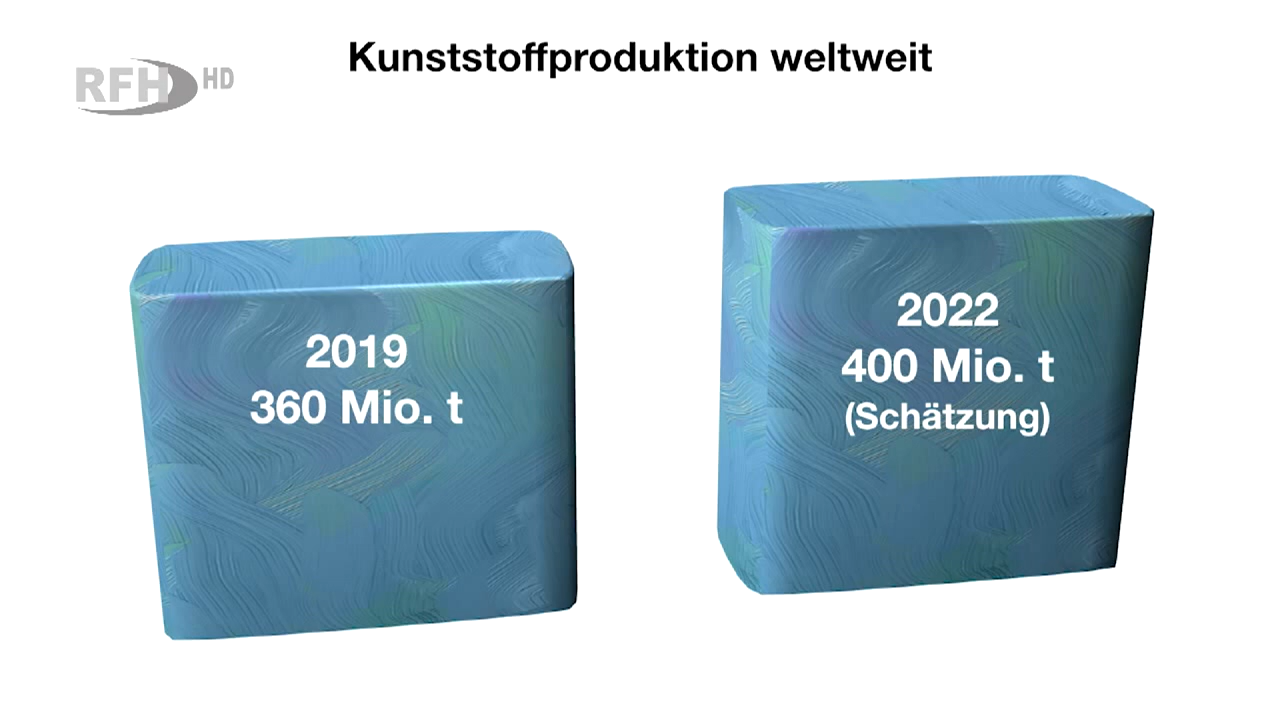 Kunststoffproduktion weltweit
RFH HD
2019
360 Mio. t
2022
400 Mio. t
(Schätzung)